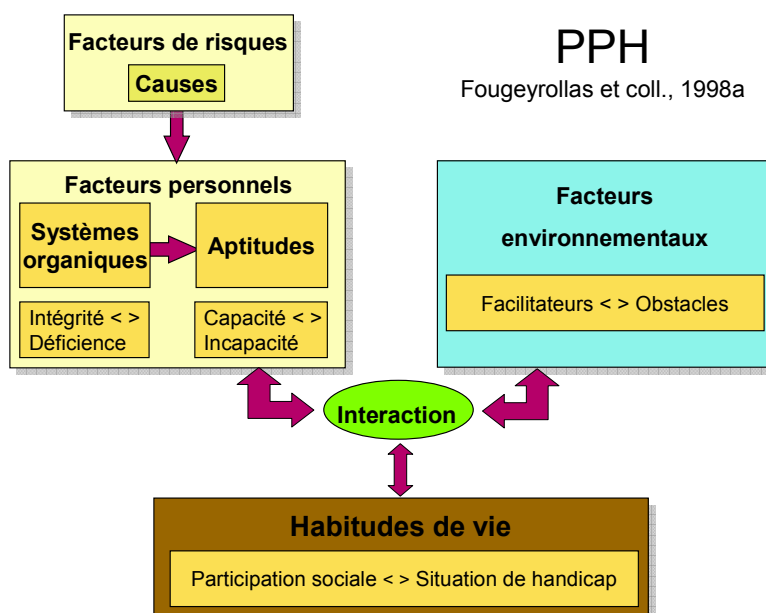 Facteurs de risques
Causes
PPH
Fougeyrollas et coll., 1998a
Facteurs personnels
Systèmes
organiques
Aptitudes
Intégrité < >
Déficience
Capacité < >
Incapacité
Facteurs
environnementaux
Facilitateurs < > Obstacles
Interaction
Habitudes de vie
Participation sociale < > Situation de handicap